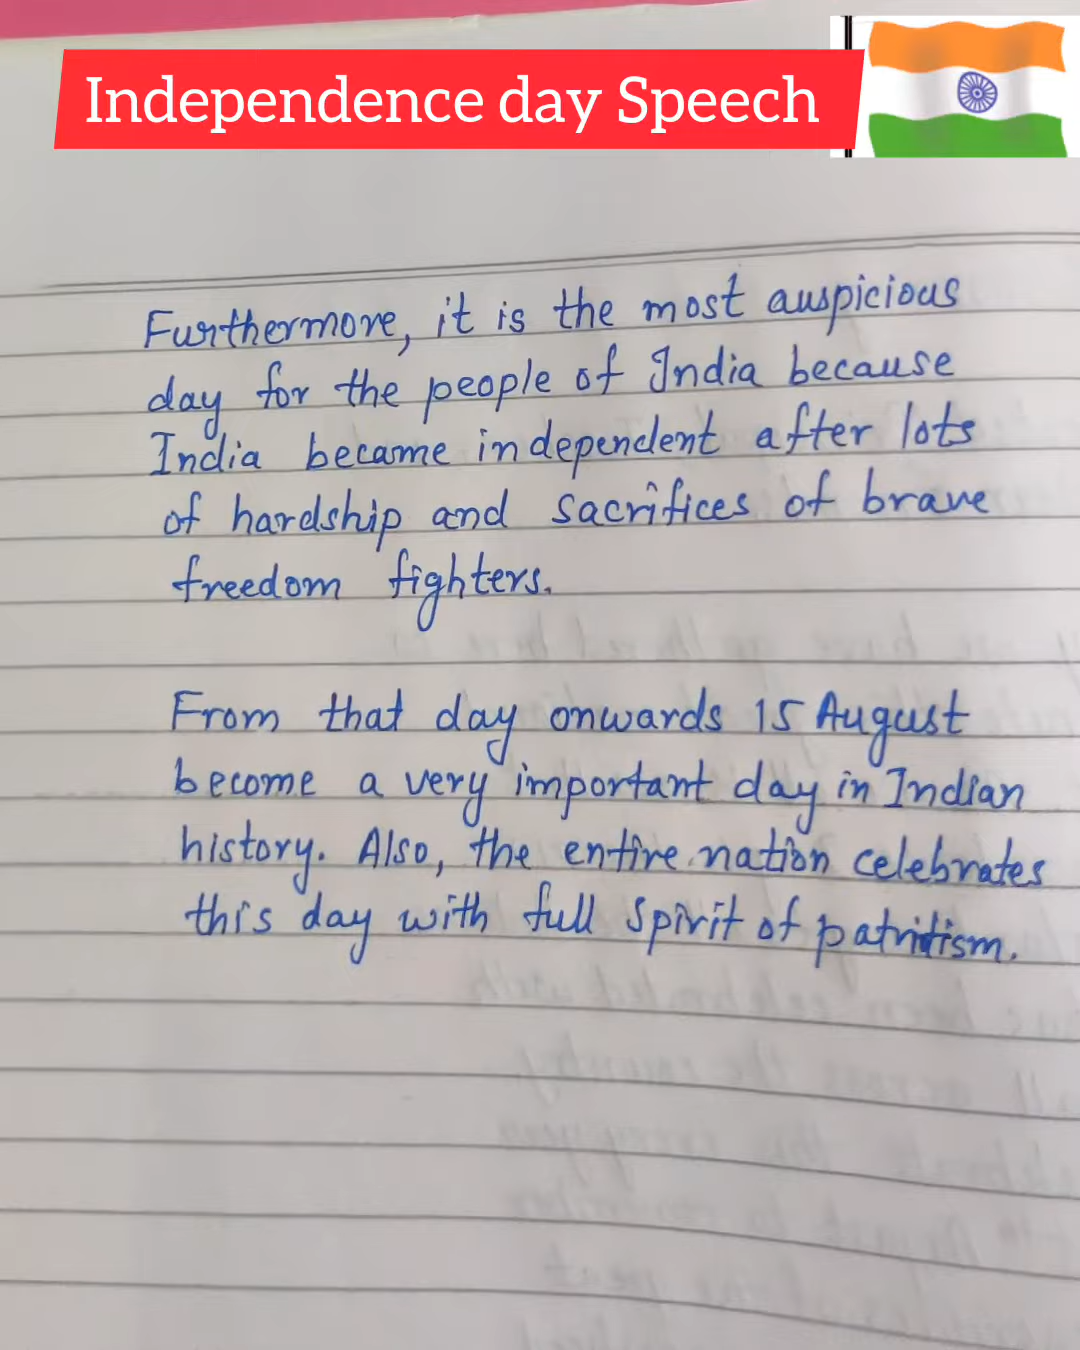 Independence day Speech
Furthermore, it is the most auspicious
day for the people of India because
India became independent after lots
of hardship and sacrifices of brave
freedom fighters.
From that day onwards 15 August
become a very important day in Indian
history. Also, the entire nation celebrates
this day with full spirit of patritism.